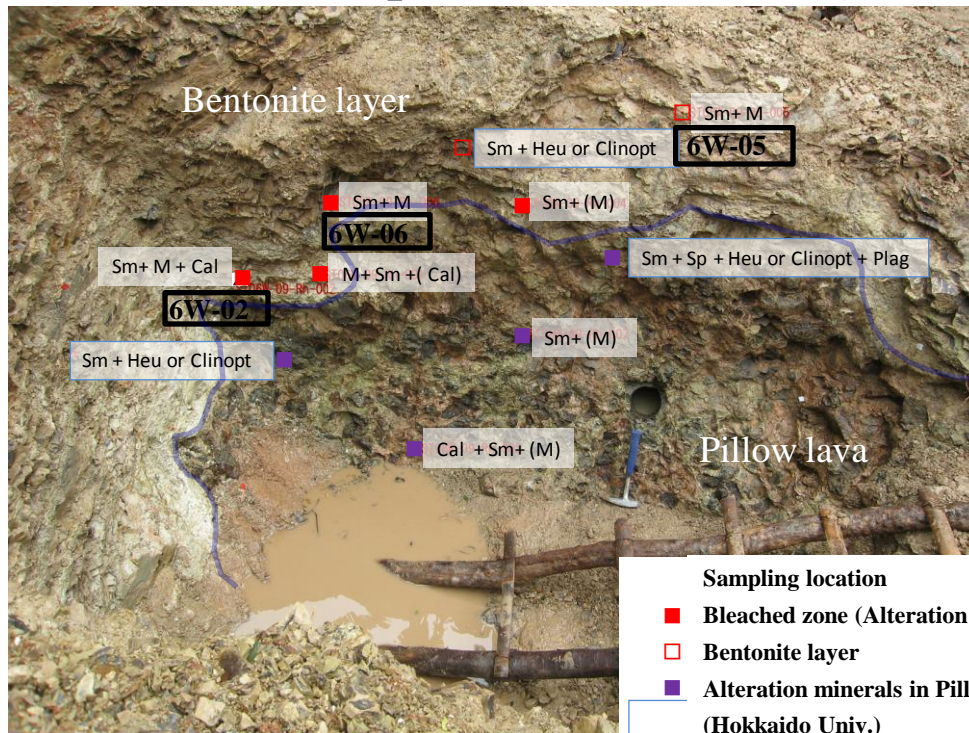 Bentonite layer
Sm+ M
6W-05
Sm + Heu or Clinopt
Sm+ M
Sm+ (M)
6W-06
Sm + Sp + Heu or Clinopt + Plag
Sm+ M + Cal
M+ Sm +( Cal)
6W-02
Sm+ (M)
Sm + Heu or Clinopt
Cal + Sm+ (M)
Pillow lava
Sampling location
Bleached zone (Alteration
Bentonite layer
Alteration minerals in Pill
(Hokkaido Univ.)